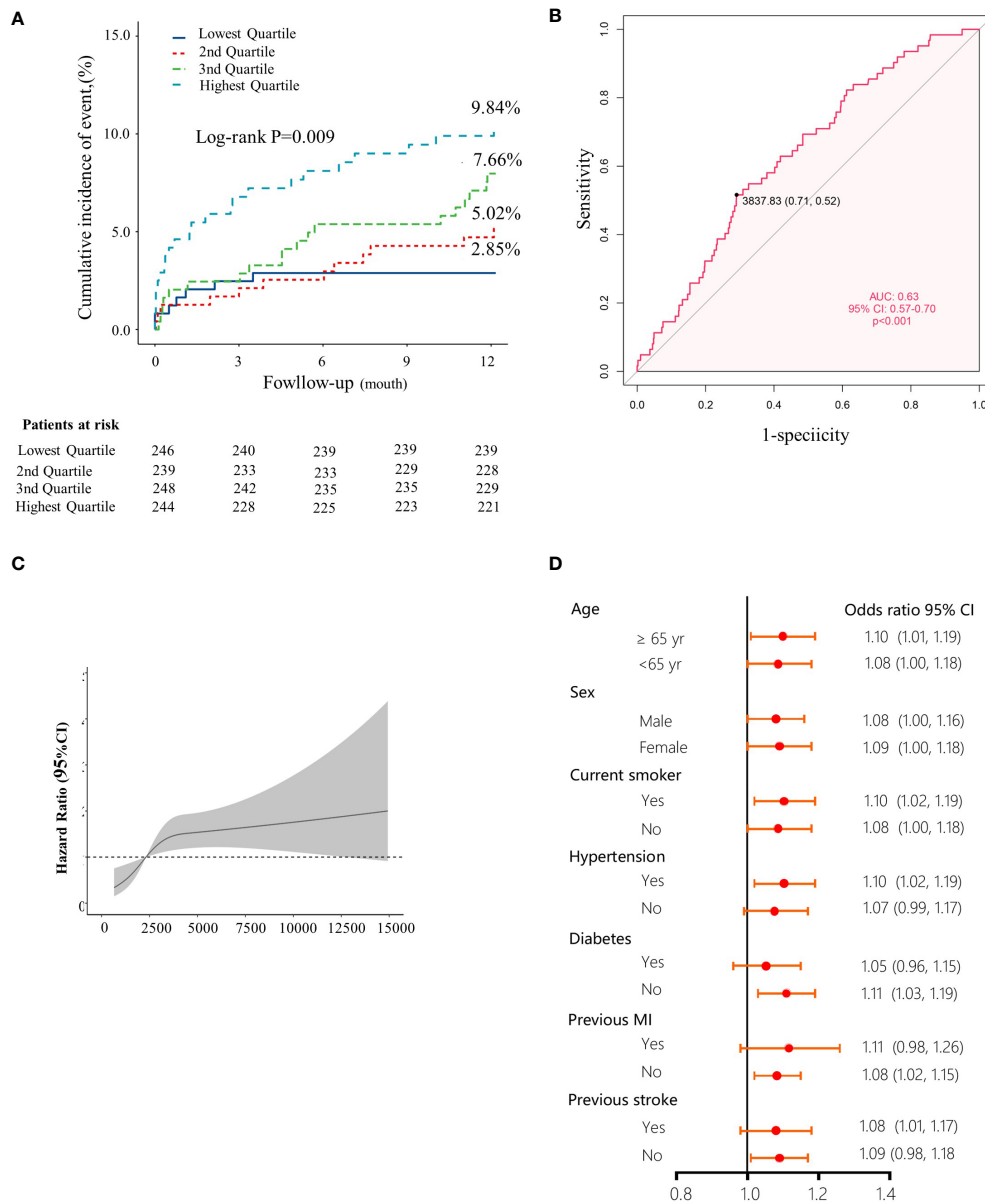 A
15.0
10.0
5.0
0.0
Cumulative incidence of event,(%)
Lowest Quartile
2nd Quartile
3nd Quartile
Highest Quartile
Log-rank P=0.009
9.84%
7.66%
5.02%
2.85%
0 3 6 9 12
Fowllow-up (mouth)
Patients at risk
Lowest Quartile 246 240 239 239 239
2nd Quartile 239 233 233 229 228
3nd Quartile 248 242 235 235 229
Highest Quartile 244 228 225 223 221
B
Sensitivity
1.0
0.8
0.6
0.4
0.2
0.0
3837.83 (0.71, 0.52)
AUC: 0.63
95% CI: 0.57-0.70
p<0.001
0.0 0.2 0.4 0.6 0.8 1.0
1-speciicity
C
Hazard Ratio (95%CI)
0 2500 5000 7500 10000 12500 15000
D
Age Odds ratio 95% CI
≥ 65 yr 1.10 (1.01, 1.19)
<65 yr 1.08 (1.00, 1.18)
Sex
Male 1.08 (1.00, 1.16)
Female 1.09 (1.00, 1.18)
Current smoker
Yes 1.10 (1.02, 1.19)
No 1.08 (1.00, 1.18)
Hypertension
Yes 1.10 (1.02, 1.19)
No 1.07 (0.99, 1.17)
Diabetes
Yes 1.05 (0.96, 1.15)
No 1.11 (1.03, 1.19)
Previous MI
Yes 1.11 (0.98, 1.26)
No 1.08 (1.02, 1.15)
Previous stroke
Yes 1.08 (1.01, 1.17)
No 1.09 (0.98, 1.18
0.8 1.0 1.2 1.4